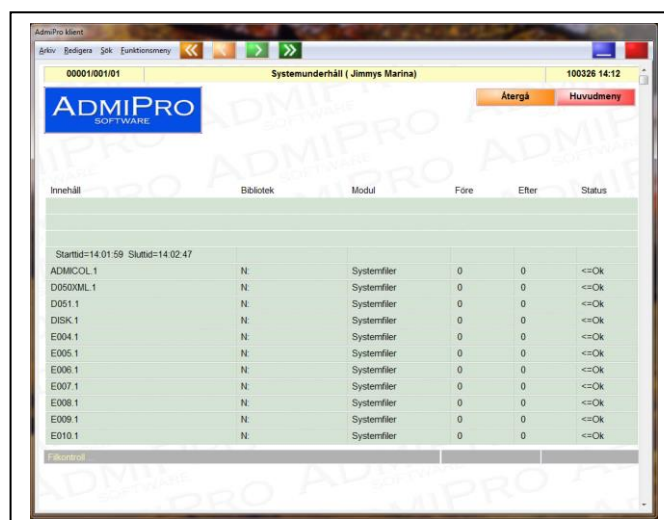 AdmiPro klient
Arkiv Redigera Sök Funktionsmeny
00001/001/01 Systemunderhåll ( Jimmys Marina) 100326 14:12
ADMIPRO
SOFTWARE
Återgå Huvudmeny
Innehåll Bibliotek Modul Före Efter Status
Starttid=14:01:59 Sluttid=14:02:47
ADMICOL.1 N: Systemfiler 0 0 <=Ok
D050XML.1 N: Systemfiler 0 0 <=Ok
D051.1 N: Systemfiler 0 0 <=Ok
DISK.1 N: Systemfiler 0 0 <=Ok
E004.1 N: Systemfiler 0 0 <=Ok
E005.1 N: Systemfiler 0 0 <=Ok
E006.1 N: Systemfiler 0 0 <=Ok
E007.1 N: Systemfiler 0 0 <=Ok
E008.1 N: Systemfiler 0 0 <=Ok
E009.1 N: Systemfiler 0 0 <=Ok
E010.1 N: Systemfiler 0 0 <=Ok
Filkontroll